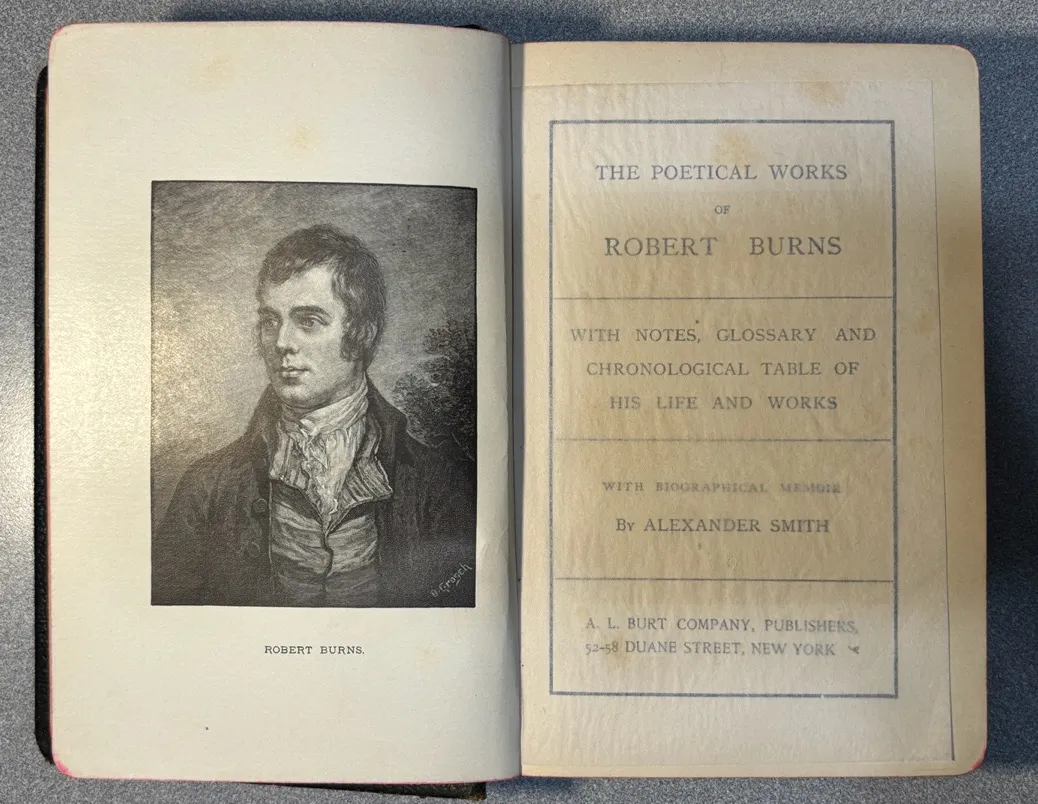 O. Grosch
ROBERT BURNS.
THE POETICAL WORKS
OF
ROBERT BURNS
WITH NOTES, GLOSSARY AND
CHRONOLOGICAL TABLE OF
HIS LIFE AND WORKS
WITH BIOGRAPHICAL MEMOIR
By ALEXANDER SMITH
A. L. BURT COMPANY, PUBLISHERS,
52-58 DUANE STREET, NEW YORK